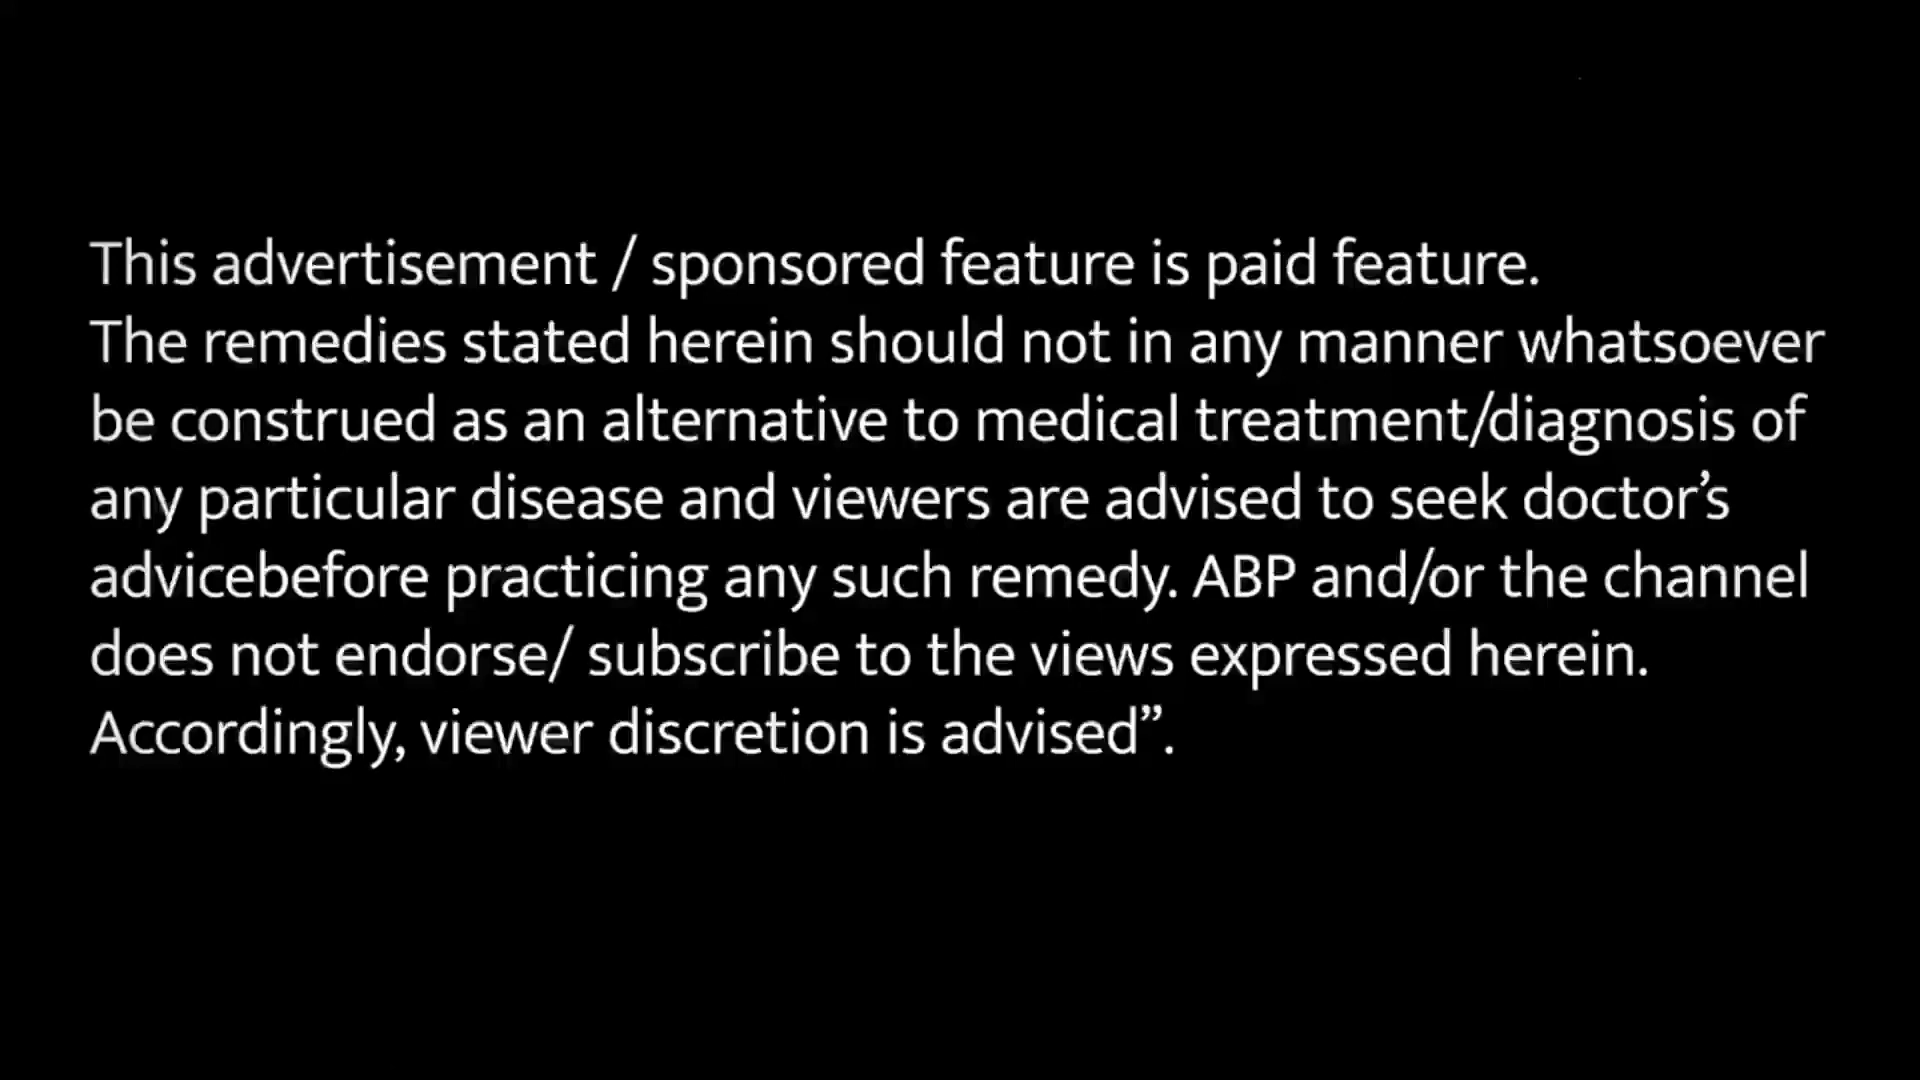 This advertisement / sponsored feature is paid feature.
The remedies stated herein should not in any manner whatsoever
be construed as an alternative to medical treatment/diagnosis of
any particular disease and viewers are advised to seek doctor’s
advicebefore practicing any such remedy. ABP and/or the channel
does not endorse/ subscribe to the views expressed herein.
Accordingly, viewer discretion is advised”.